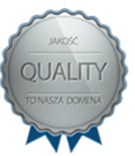 JAKOŚĆ
QUALITY
TO NASZA DOMENA